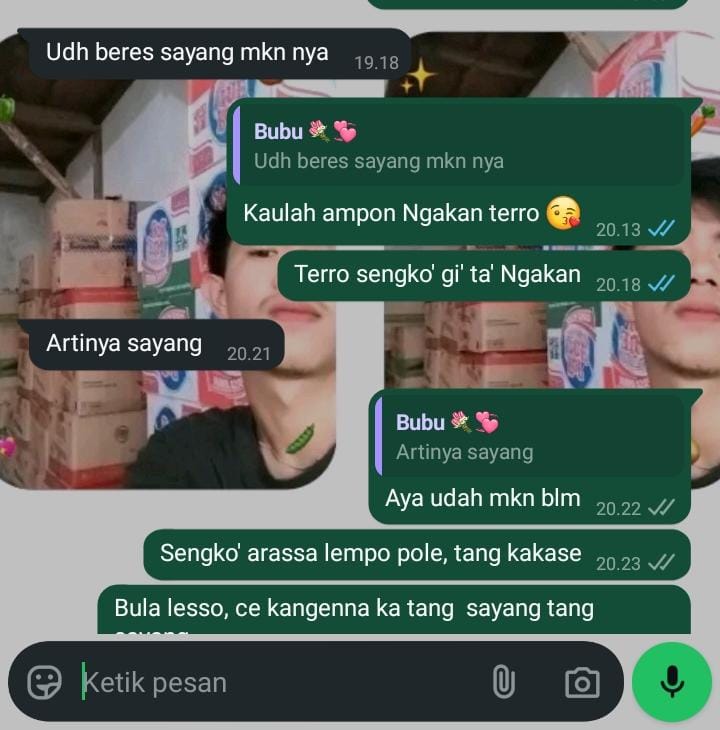 Udh beres sayang mkn nya
19.18
Bubu
Udh beres sayang mkn nya
Kaulah ampon Ngakan terro
20.13
Terro sengko' gi' ta' Ngakan
20.18
Artinya sayang
20.21
Bubu
Artinya sayang
Aya udah mkn blm
20.22
Sengko' arassa lempo pole, tang kakase
20.23
Bula lesso, ce kangenna ka tang sayang tang
sayang
Ketik pesan